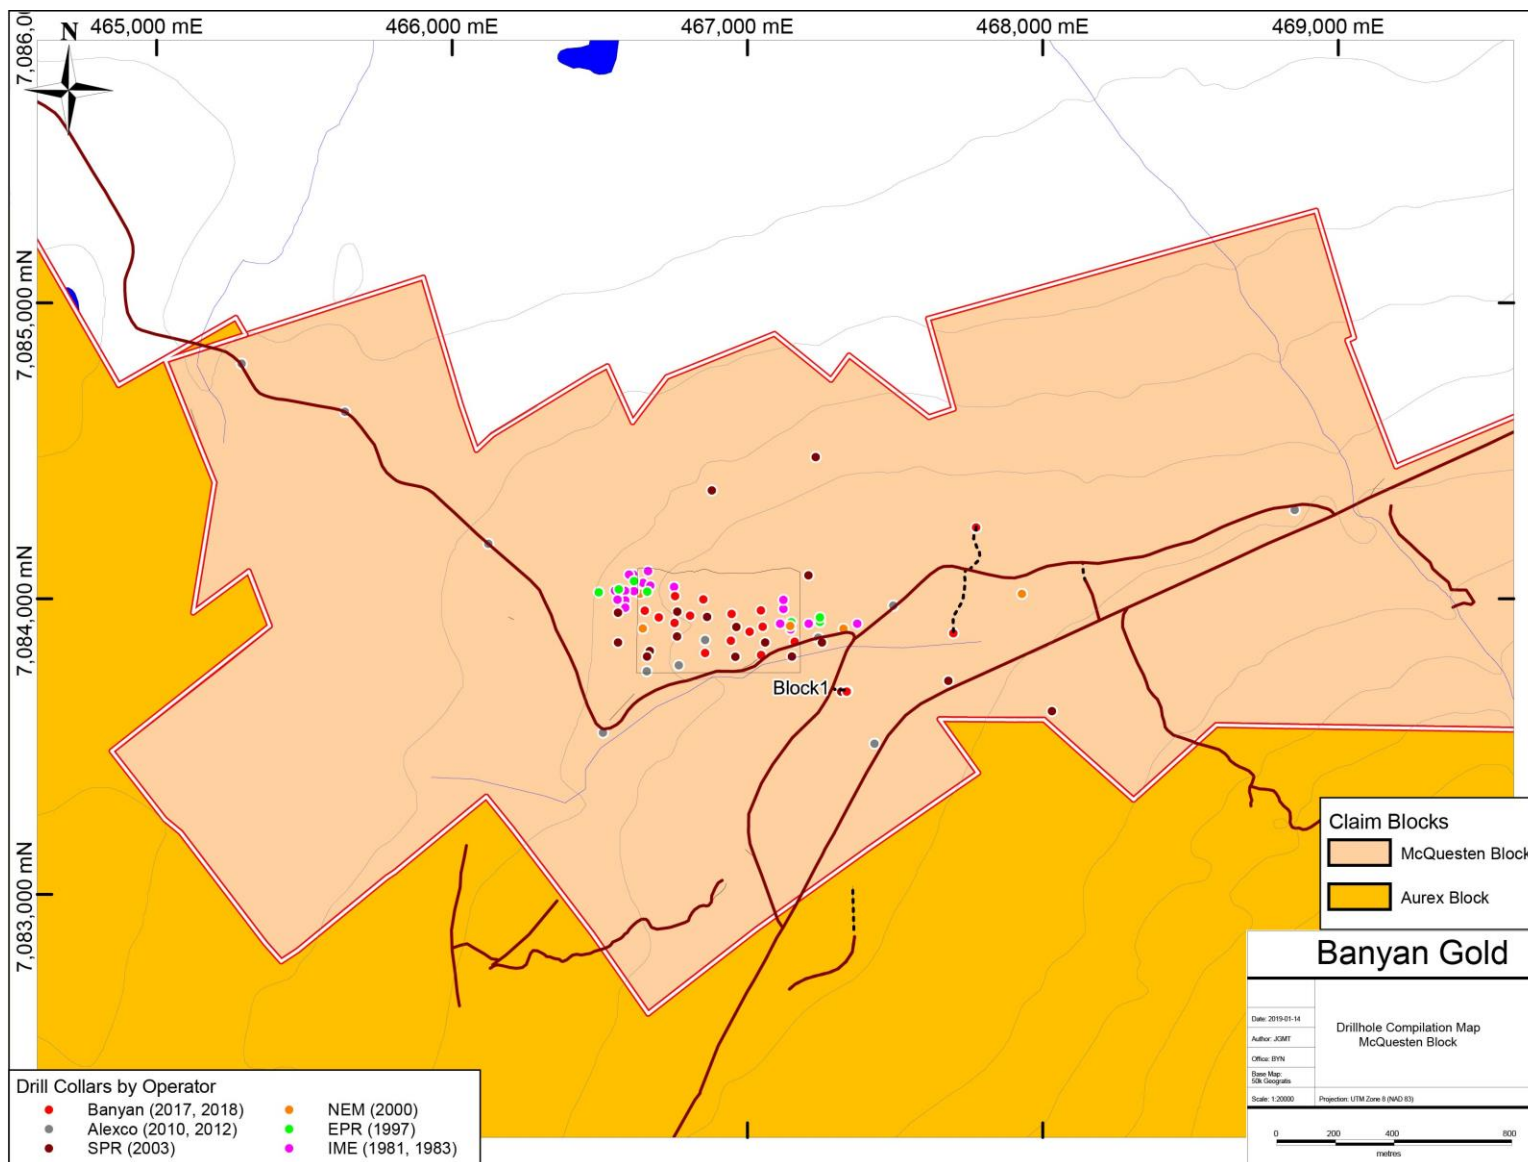 465,000 mE
466,000 mE
467,000 mE
468,000 mE
469,000 mE
7,086,0
N
7,085,000 mN
7,084,000 mN
7,083,000 mN
Block1
Claim Blocks
McQuesten Block
Aurex Block
Banyan Gold
Date: 2019-01-14
Author: JGMT
Office: BYN
Base Map:
50k Geogratis
Scale: 1:20000
Drillhole Compilation Map
McQuesten Block
Projection: UTM Zone 8 (NAD 83)
0 200 400 800
metres
Drill Collars by Operator
Banyan (2017, 2018)
Alexco (2010, 2012)
SPR (2003)
NEM (2000)
EPR (1997)
IME (1981, 1983)